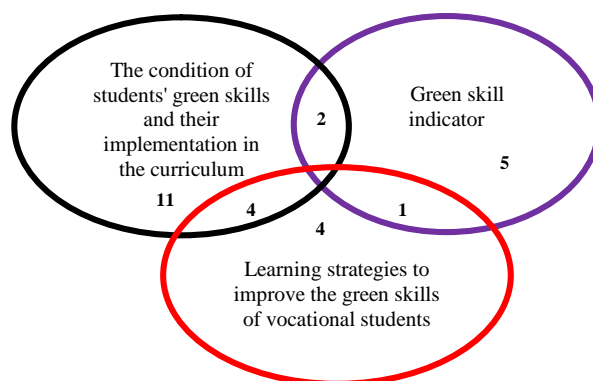 The condition of
students' green skills
and their
implementation in
the curriculum
11
2
Green skill
indicator
5
4
4
1
Learning strategies to
improve the green skills
of vocational students